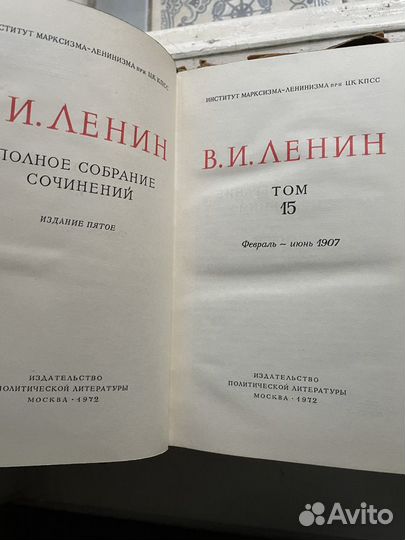 ИНСТИТУТ МАРКСИЗМА-ЛЕНИНИЗМА ПРИ ЦК КПСС
И. ЛЕНИН
ПОЛНОЕ СОБРАНИЕ
СОЧИНЕНИЙ
ИЗДАНИЕ ПЯТОЕ
ИЗДАТЕЛЬСТВО
ПОЛИТИЧЕСКОЙ ЛИТЕРАТУРЫ
МОСКВА · 1972
ИНСТИТУТ МАРКСИЗМА-ЛЕНИНИЗМА ПРИ ЦК КПСС
В. И. ЛЕНИН
ТОМ
15
Февраль ~ июнь 1907
ИЗДАТЕЛЬСТВО
ПОЛИТИЧЕСКОЙ ЛИТЕРАТУРЫ
МОСКВА · 1972
Avito